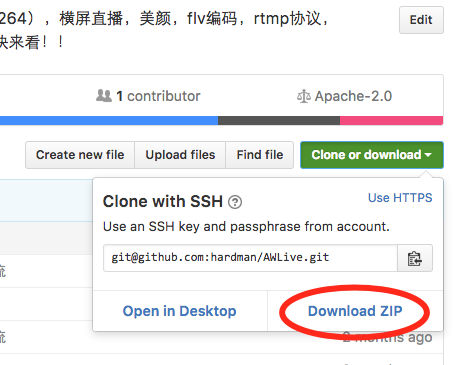 264），横屏直播，美颜，flv编码，rtmp协议，
Edit
快来看！！
1 contributor
Apache-2.0
Create new file
Upload files
Find file
Clone or download
Clone with SSH
Use HTTPS
Use an SSH key and passphrase from account.
git@github.com:hardman/AWLive.git
流
Open in Desktop
Download ZIP
流
2 months ago